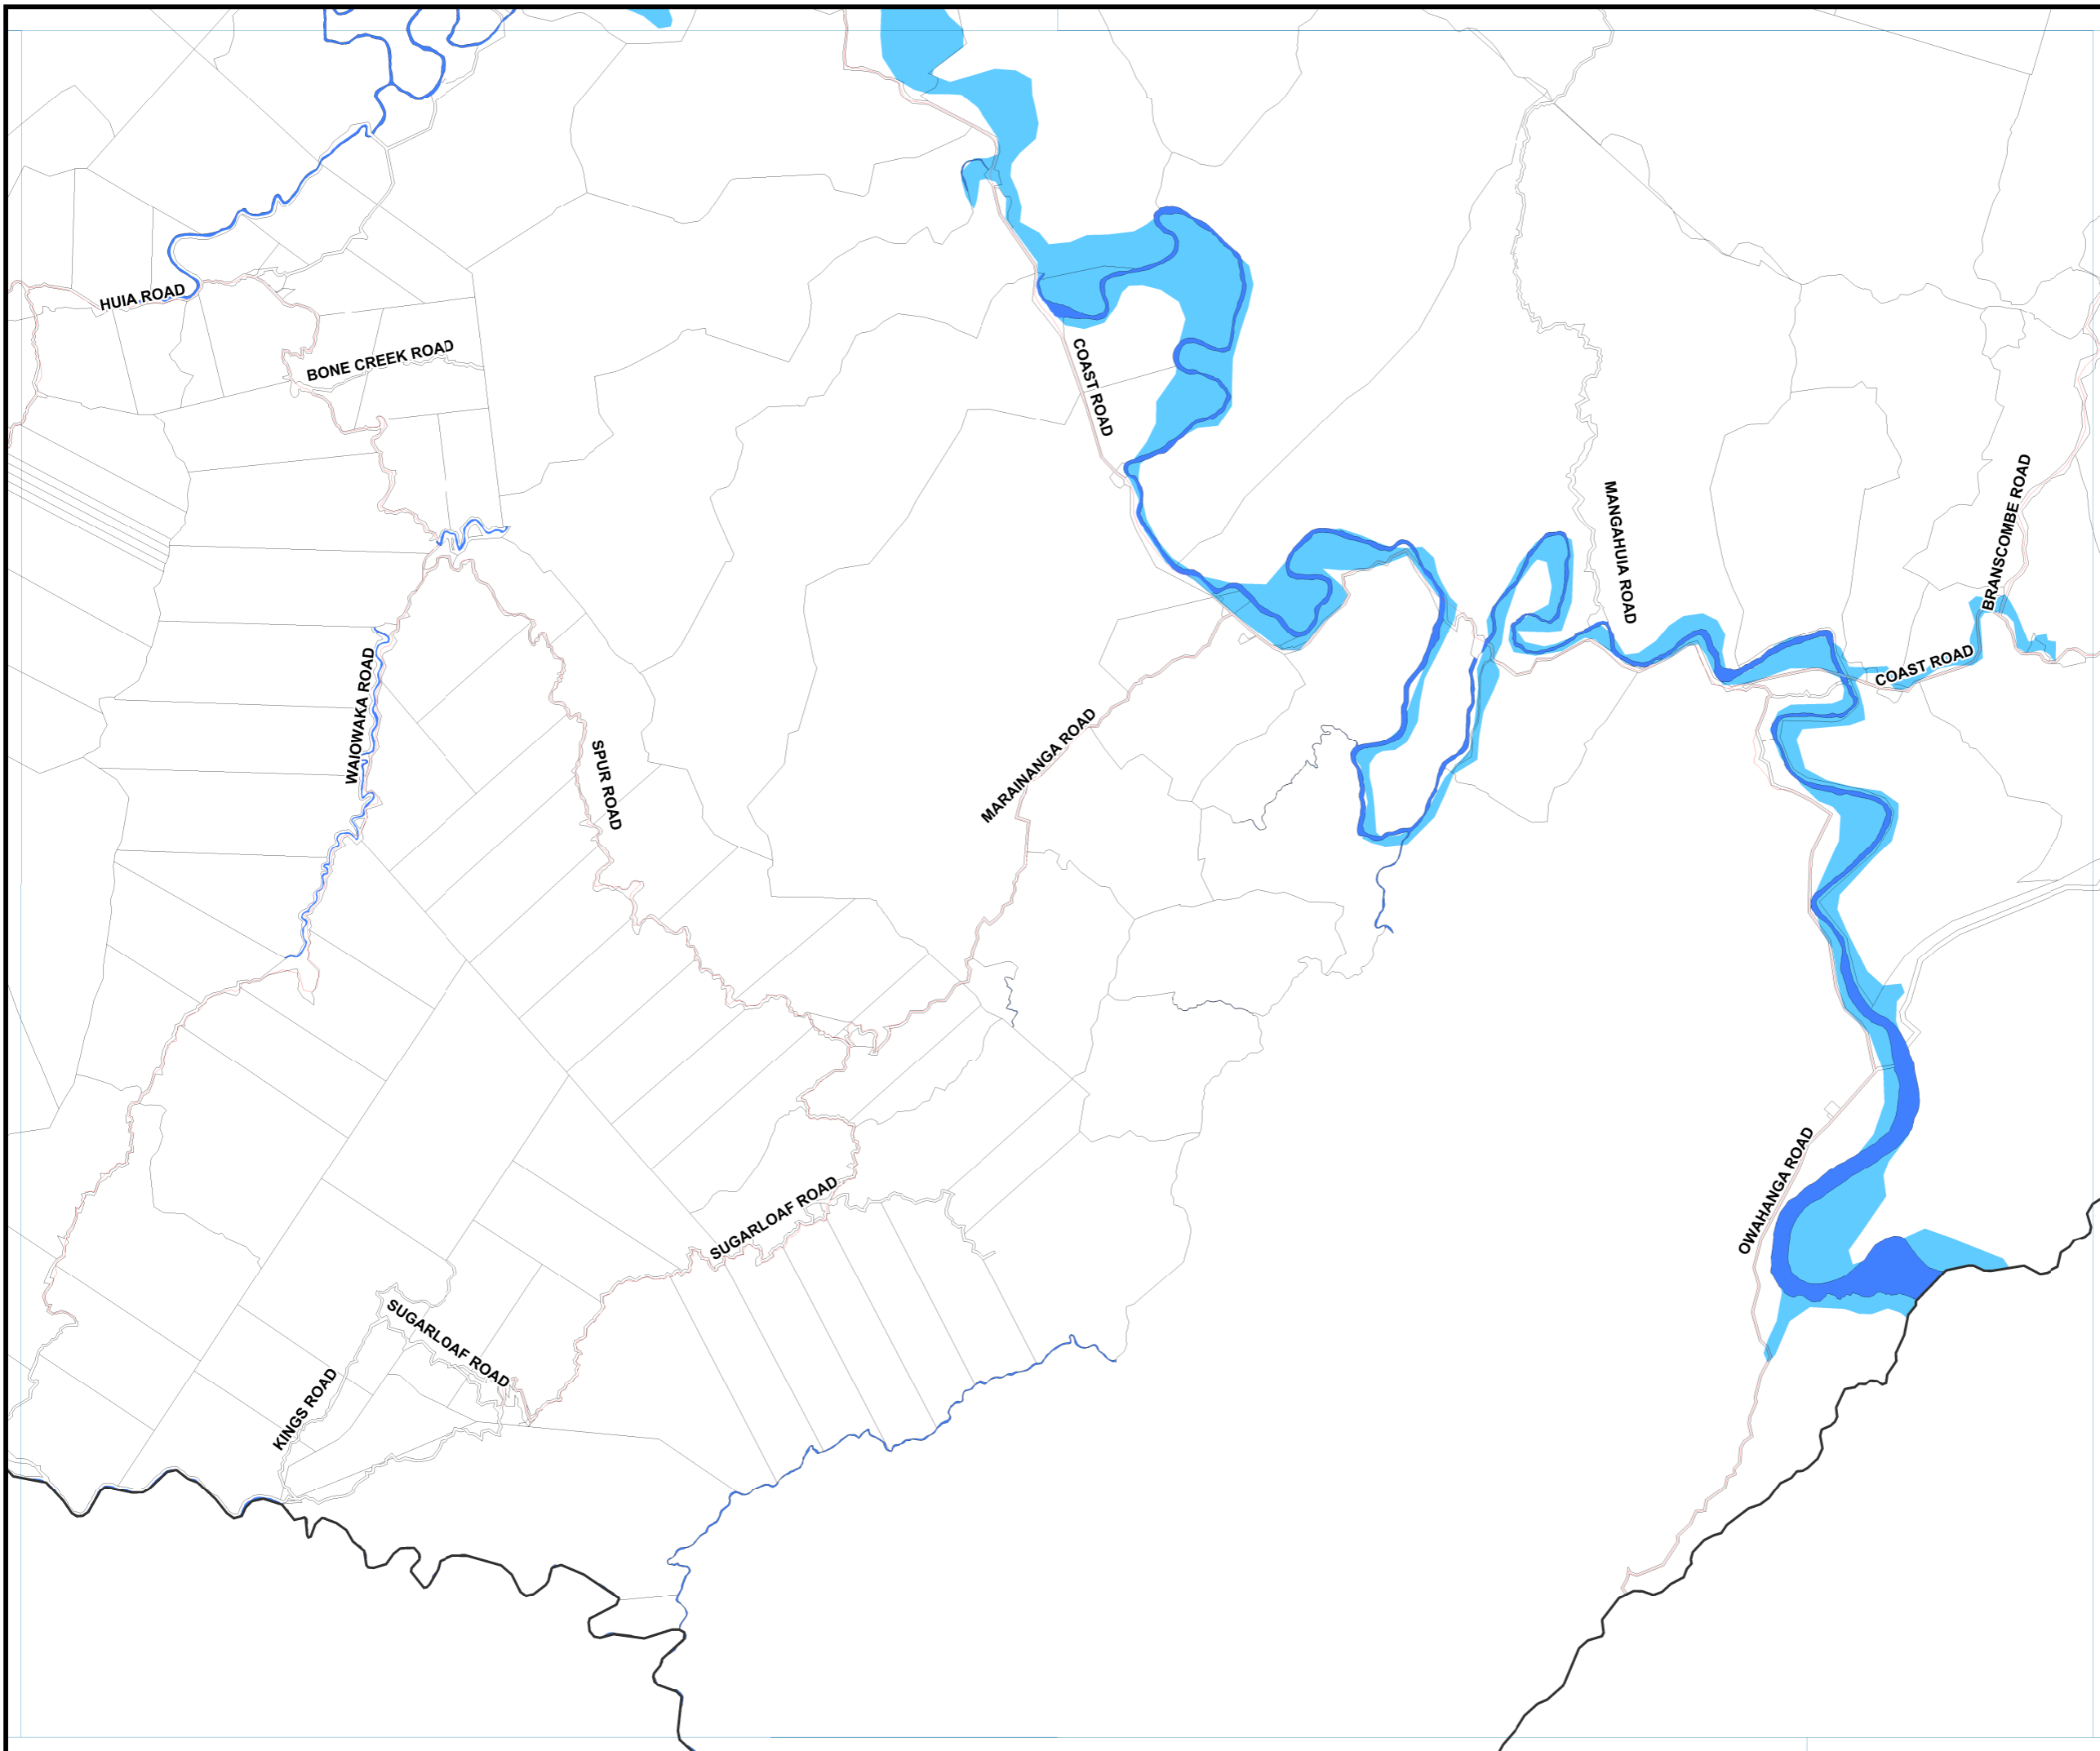 HUIA ROAD
BONE CREEK ROAD
COAST ROAD
MANGAHUIA ROAD
BRANSCOMBE ROAD
COAST ROAD
WAIOWAKA ROAD
SPUR ROAD
MARAINANGA ROAD
OWAHANGA ROAD
SUGARLOAF ROAD
SUGARLOAF ROAD
KINGS ROAD